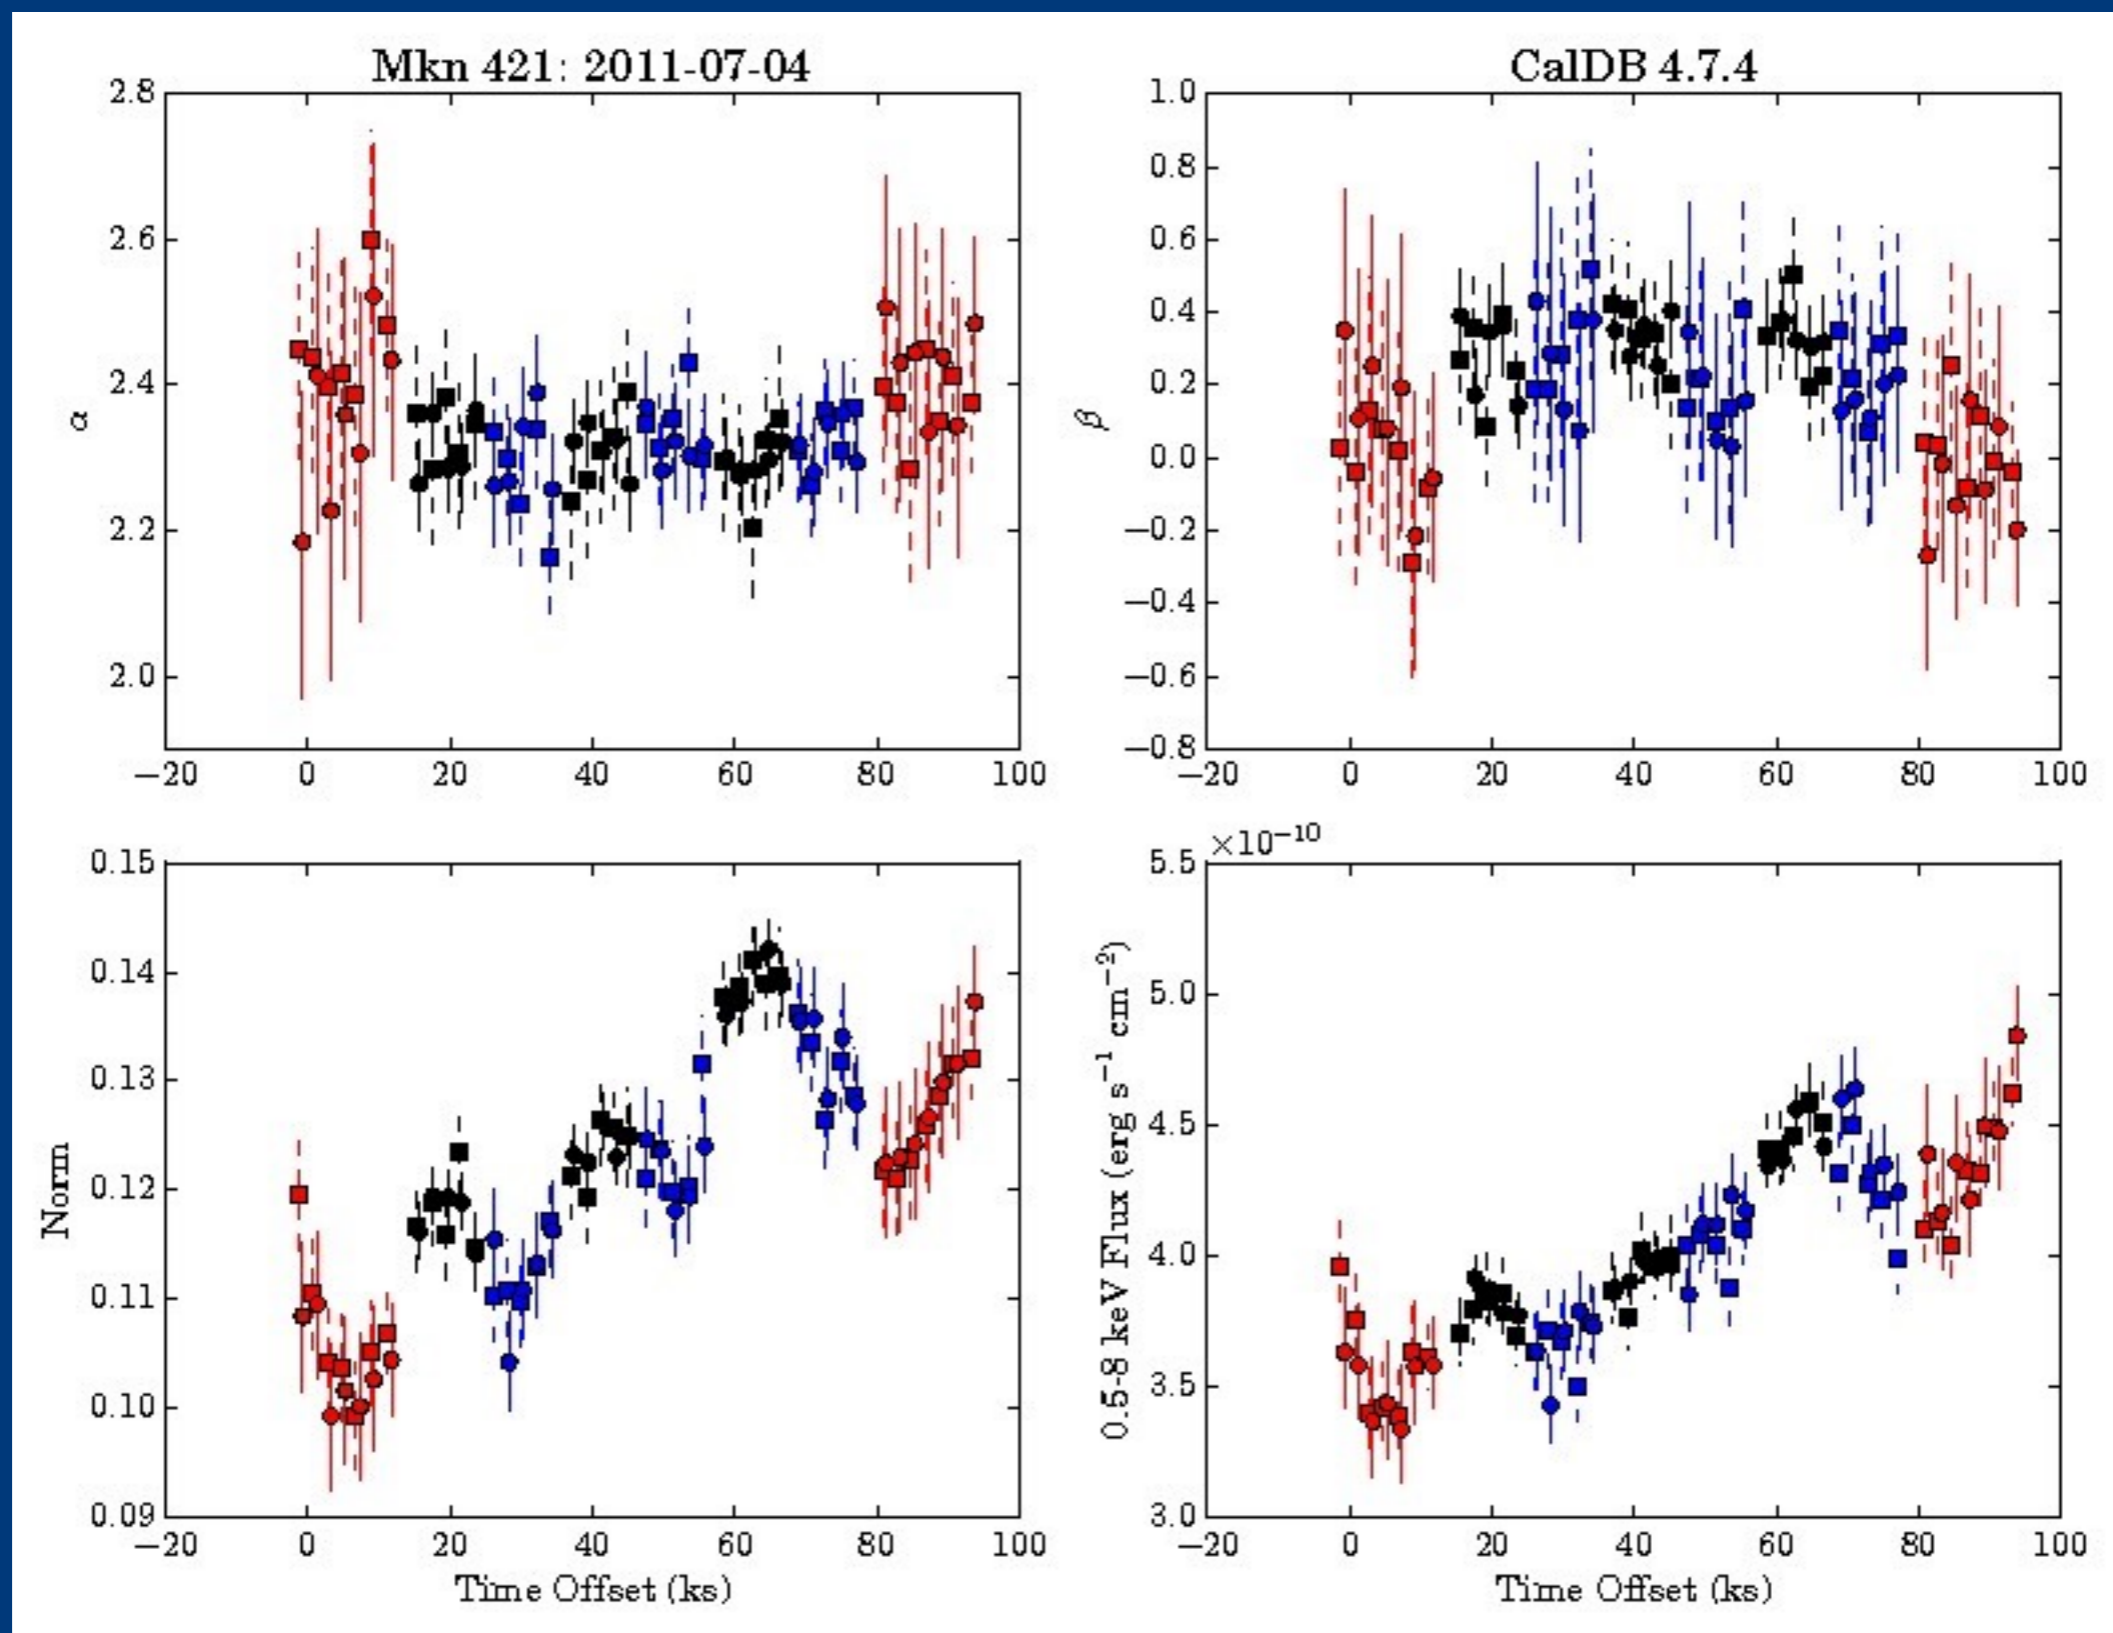 Mkn 421: 2011-07-04
2.8
2.6
2.4
2.2
2.0
α
−20 0 20 40 60 80 100
CalDB 4.7.4
1.0
0.8
0.6
0.4
0.2
0.0
−0.2
−0.4
−0.6
−0.8
β
−20 0 20 40 60 80 100
0.15
0.14
0.13
0.12
0.11
0.10
0.09
Norm
−20 0 20 40 60 80 100
Time Offset (ks)
×10⁻¹⁰
5.5
5.0
4.5
4.0
3.5
3.0
0.5-8 keV Flux (erg s⁻¹ cm⁻²)
−20 0 20 40 60 80 100
Time Offset (ks)